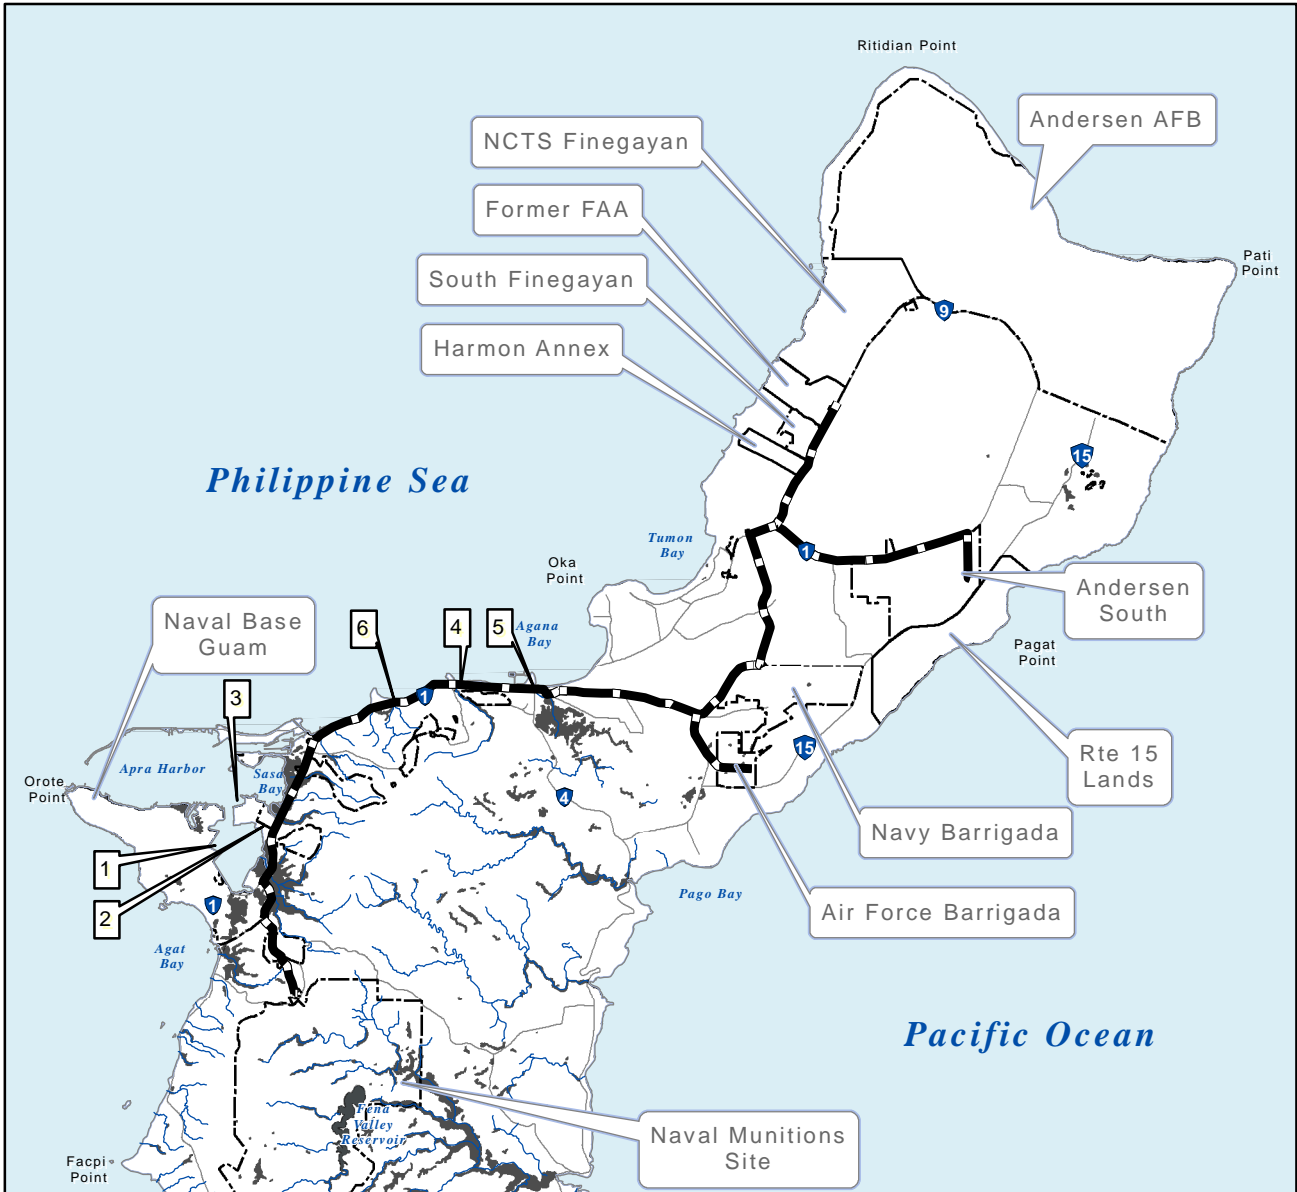 Ritidian Point
Andersen AFB
NCTS Finegayan
Former FAA
South Finegayan
Harmon Annex
Pati
Point
9
15
Philippine Sea
Tumon
Bay
1
Oka
Point
Andersen
South
Naval Base
Guam
6
4
5
Agana
Bay
Pagat
Point
3
1
Rte 15
Lands
15
Apra Harbor
Sasa
Bay
Orote
Point
4
Navy Barrigada
1
2
1
Pago Bay
Air Force Barrigada
Agat
Bay
Pacific Ocean
Fena
Valley
Reservoir
Naval Munitions
Site
Facpi
Point